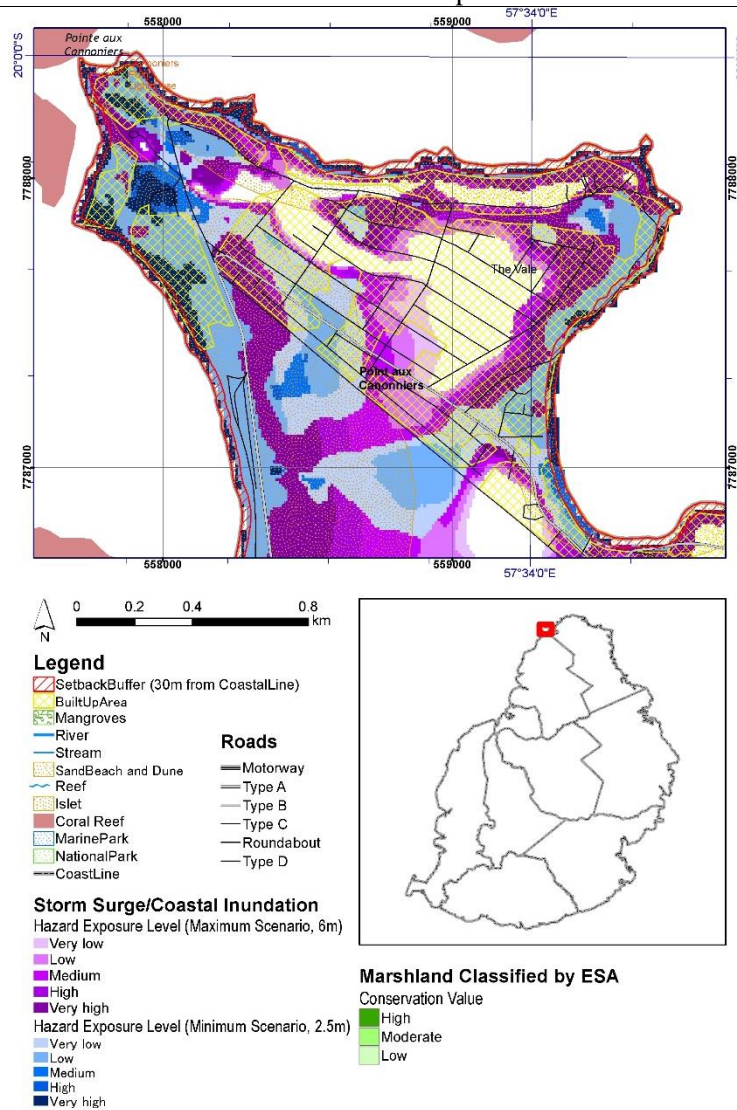 558000
57°34'0"E
Pointe aux
Cannoniers
20°0'0"S
7788000
7788000
The Vale
Point aux
Canonniers
7787000
7787000
558000
559000
57°34'0"E
0 0.2 0.4 0.8
km
N
Legend
SetbackBuffer (30m from CoastalLine)
BuiltUpArea
Mangroves
River
Stream
SandBeach and Dune
Reef
Islet
Coral Reef
MarinePark
NationalPark
CoastLine
Roads
Motorway
Type A
Type B
Type C
Roundabout
Type D
Storm Surge/Coastal Inundation
Hazard Exposure Level (Maximum Scenario, 6m)
Very low
Low
Medium
High
Very high
Hazard Exposure Level (Minimum Scenario, 2.5m)
Very low
Low
Medium
High
Very high
Marshland Classified by ESA
Conservation Value
High
Moderate
Low